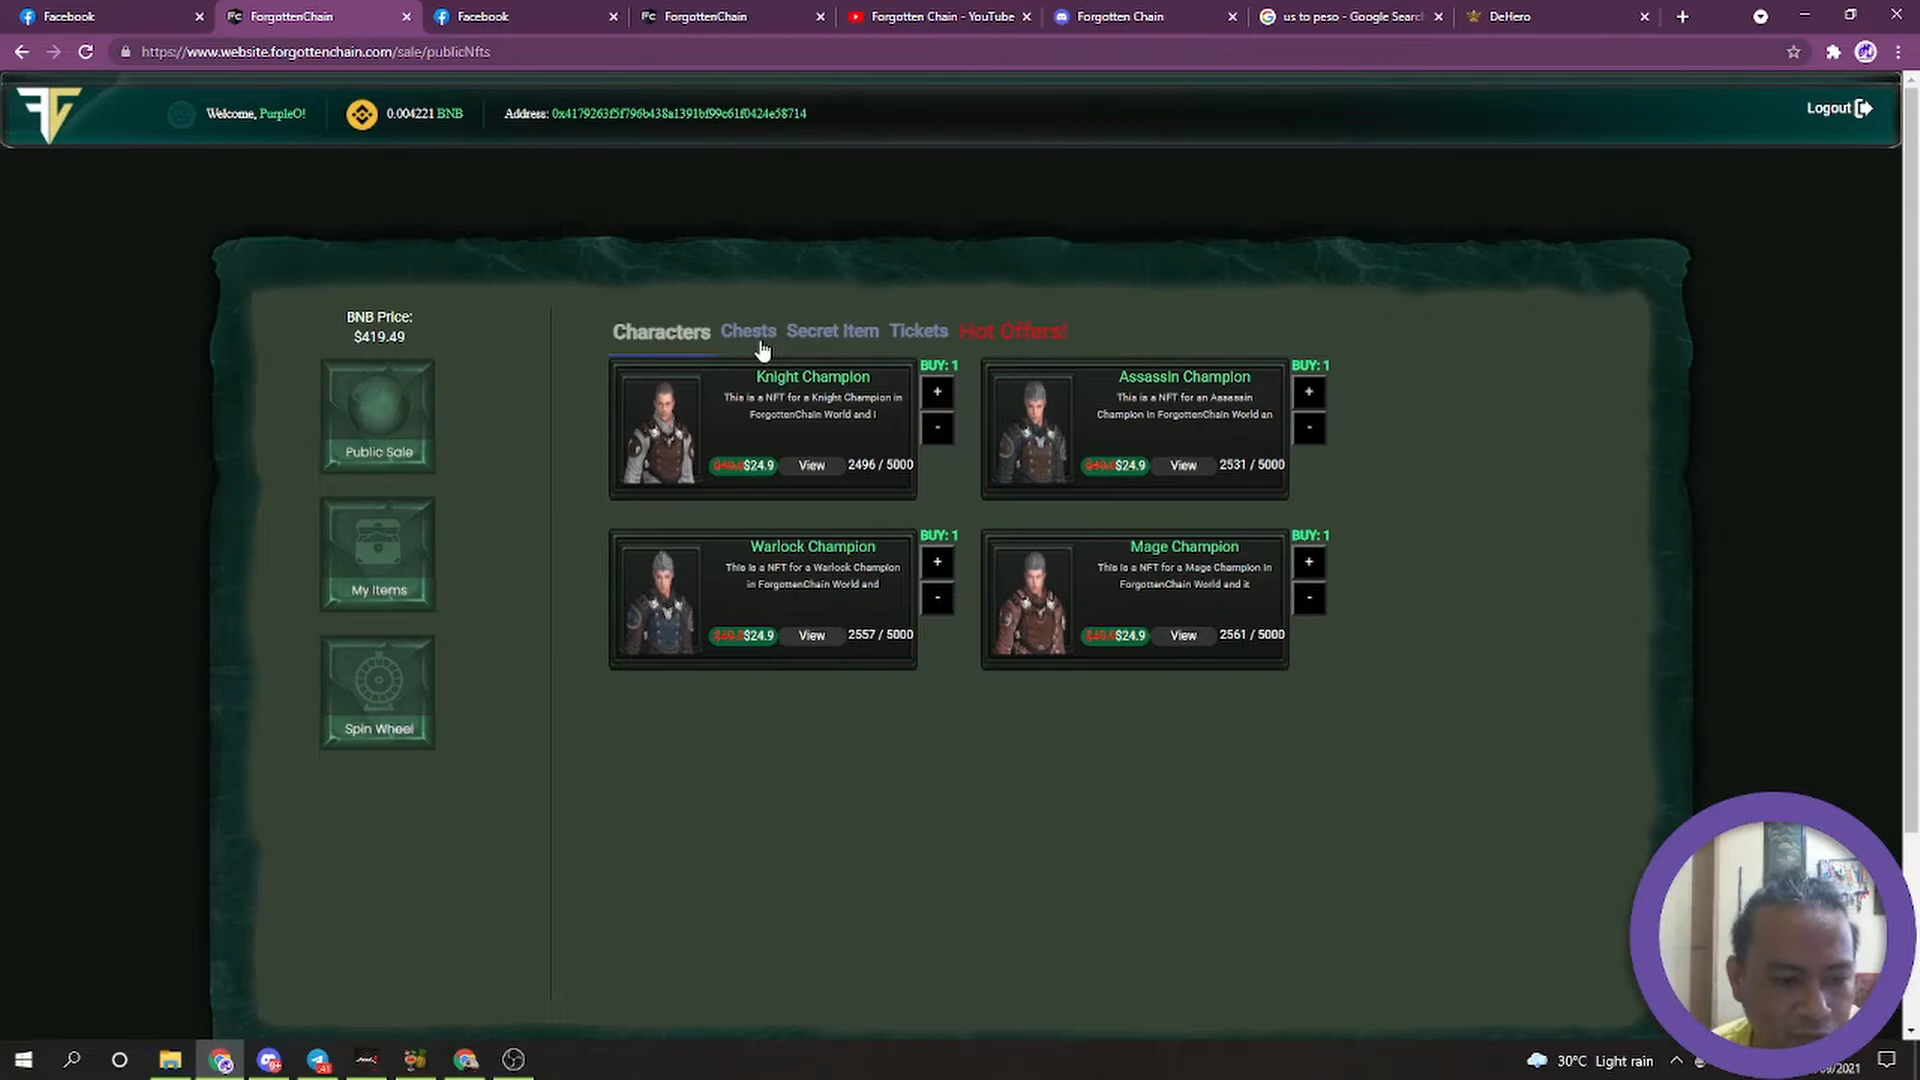 Facebook
ForgottenChain
Facebook
ForgottenChain
Forgotten Chain - YouTube
Forgotten Chain
us to peso - Google Searc
DeHero
https://www.website.forgottenchain.com/sale/publicNfts
Welcome, PurpleO!
0.004221 BNB
Address: 0x4179263f5f796b438a1391bf99c61f0424e58714
Logout
BNB Price:
$419.49
Public Sale
My Items
Spin Wheel
Characters Chests Secret Item Tickets Hot Offers!
Knight Champion
This is a NFT for a Knight Champion in
ForgottenChain World and i
$24.9 View 2496 / 5000
BUY: 1
+
-
Assassin Champion
This is a NFT for an Assassin
Champion in ForgottenChain World an
$24.9 View 2531 / 5000
BUY: 1
+
-
Warlock Champion
This is a NFT for a Warlock Champion
in ForgottenChain World and
$24.9 View 2557 / 5000
BUY: 1
+
-
Mage Champion
This is a NFT for a Mage Champion in
ForgottenChain World and it
$24.9 View 2561 / 5000
BUY: 1
+
-
30°C Light rain